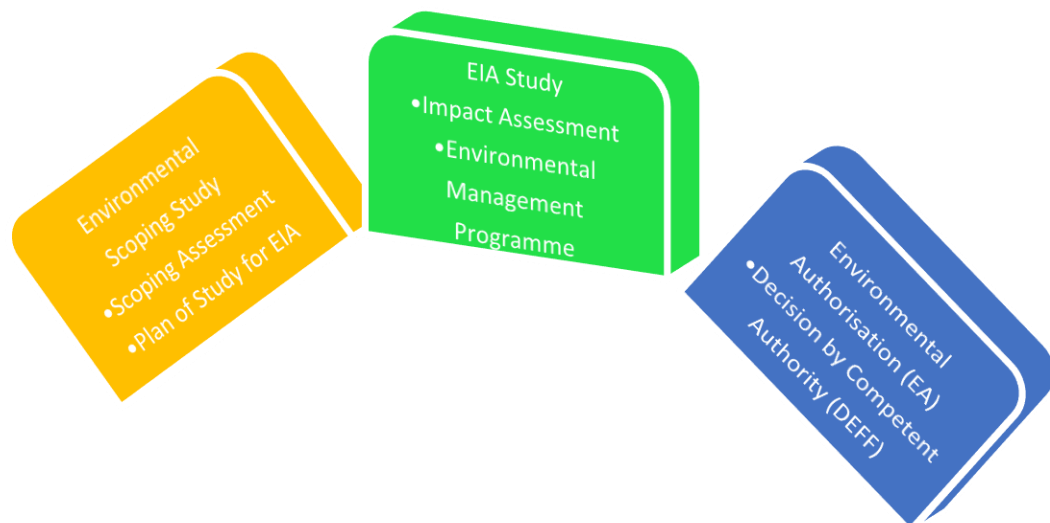 Environmental
Scoping Study
•Scoping Assessment
•Plan of Study for EIA
EIA Study
•Impact Assessment
•Environmental
Management
Programme
Environmental
Authorisation (EA)
•Decision by Competent
Authority (DEFF)